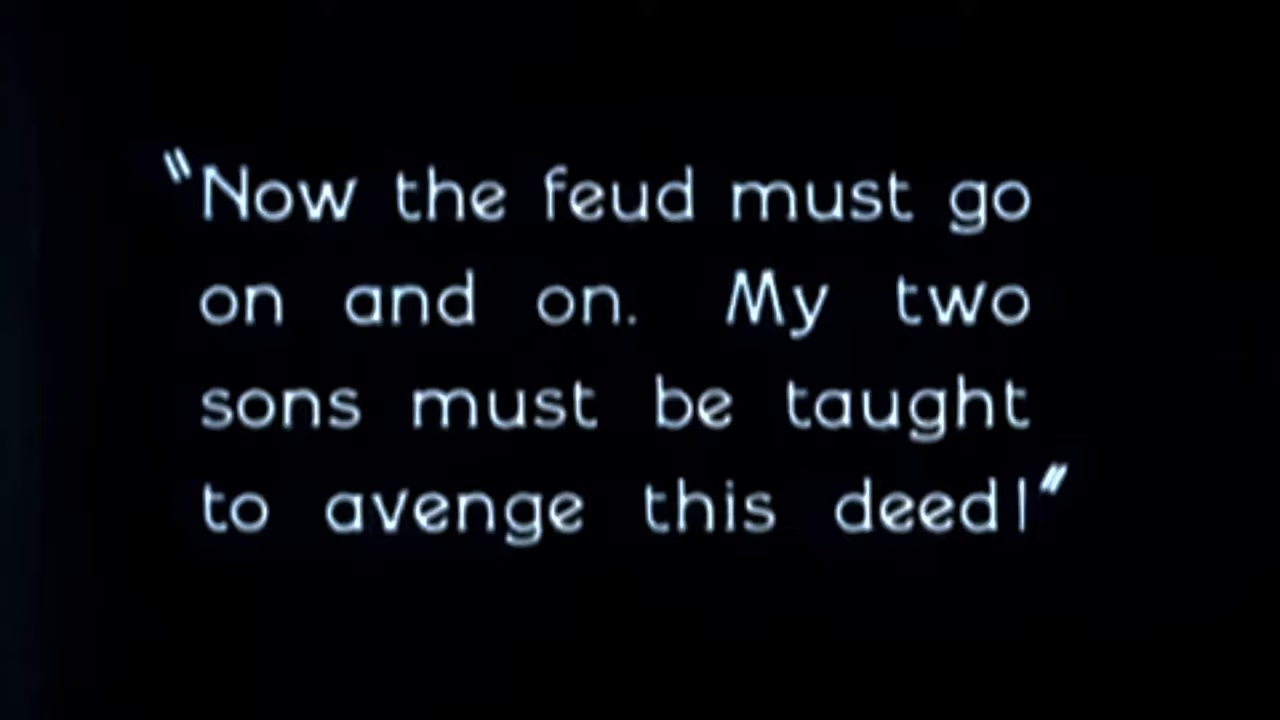 "Now the feud must go
on and on. My two
sons must be taught
to avenge this deed!"